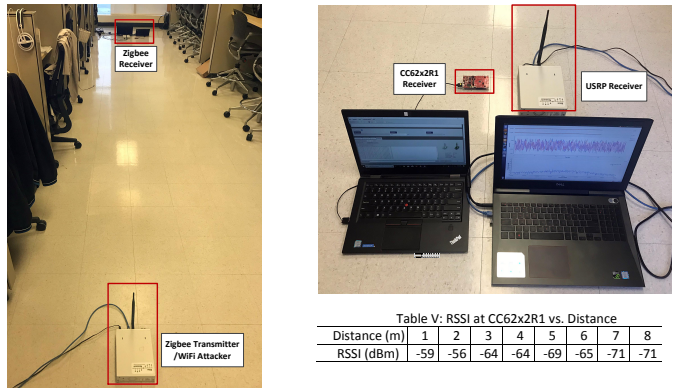 Zigbee
Receiver
Zigbee Transmitter
/WiFi Attacker
CC62x2R1
Receiver
USRP Receiver
ThinkPad
Table V: RSSI at CC62x2R1 vs. Distance
Distance (m) 1 2 3 4 5 6 7 8
RSSI (dBm) -59 -56 -64 -64 -69 -65 -71 -71